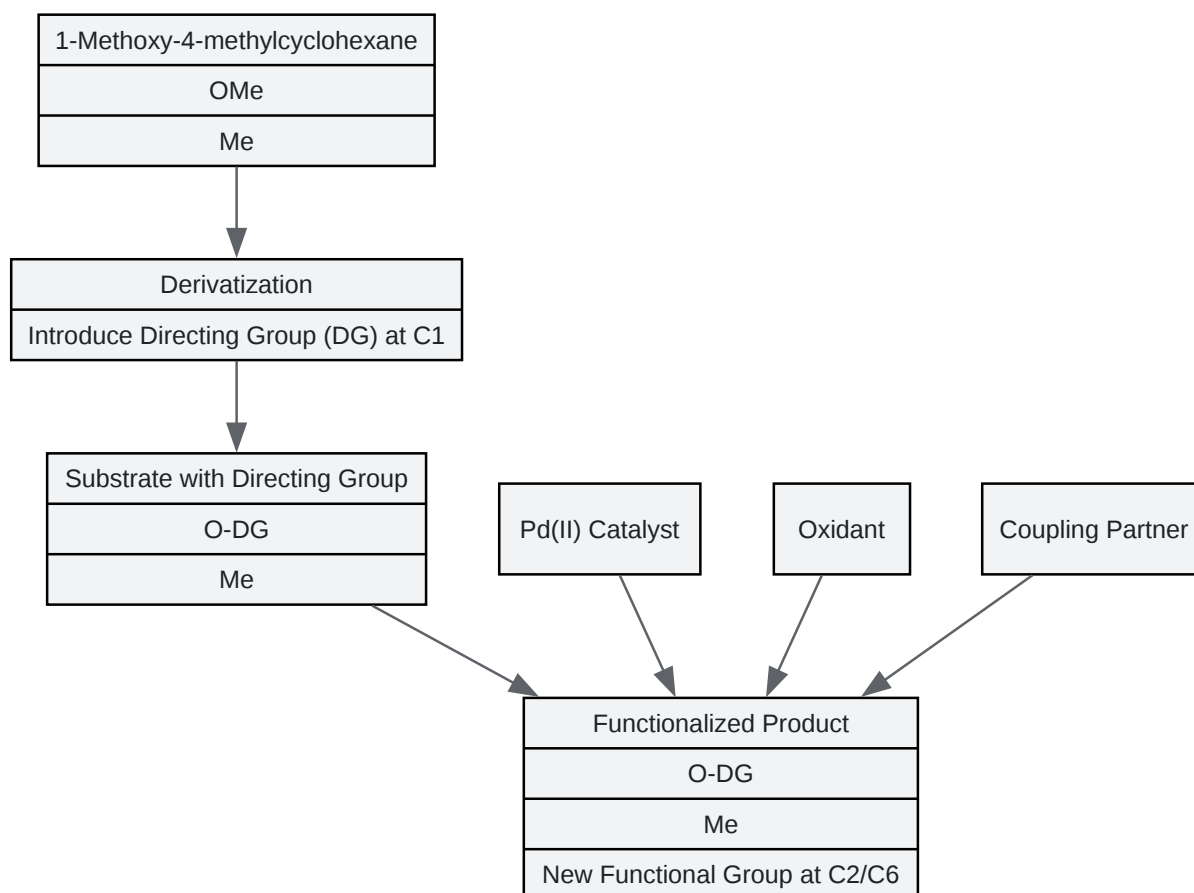 1-Methoxy-4-methylcyclohexane
OMe
Me
Derivatization
Introduce Directing Group (DG) at C1
Substrate with Directing Group
O-DG
Me
Pd(II) Catalyst
Oxidant
Coupling Partner
Functionalized Product
O-DG
Me
New Functional Group at C2/C6